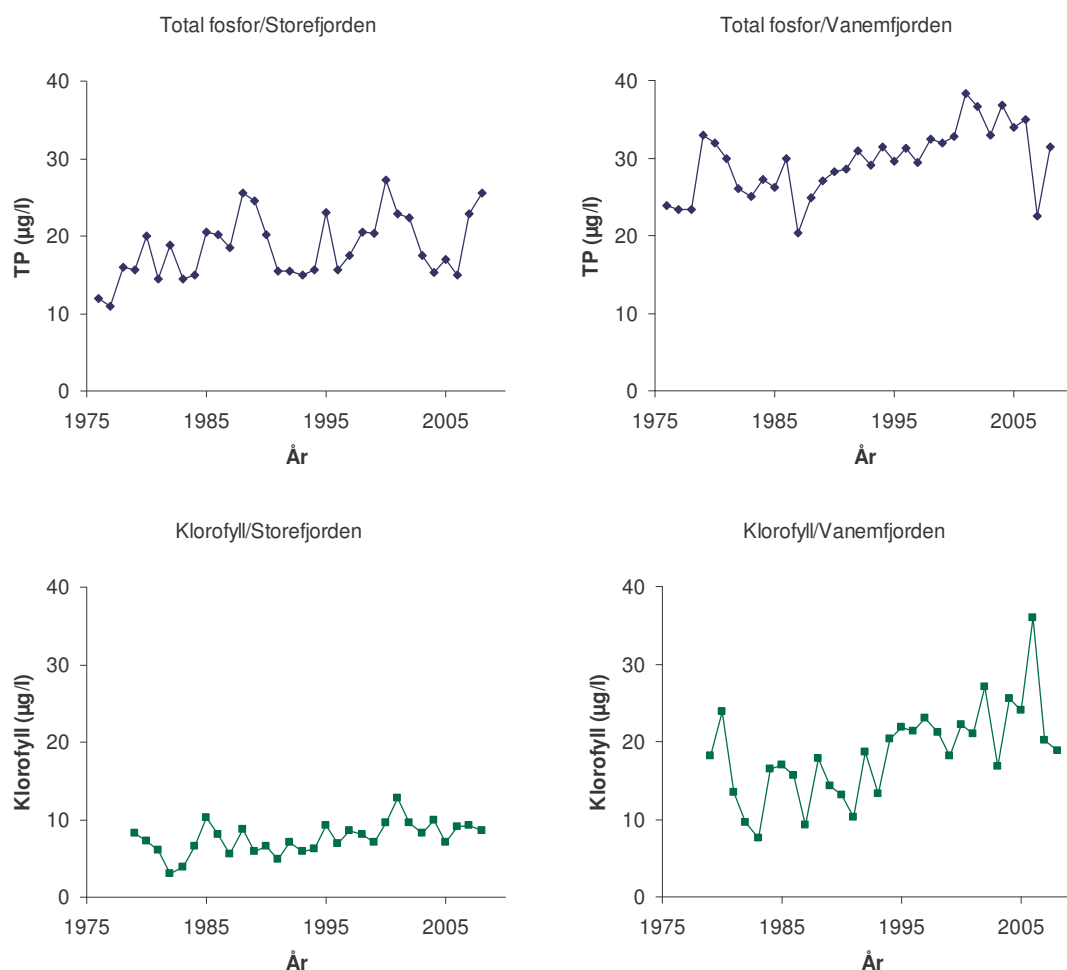 Total fosfor/Storefjorden
40
30
20
10
0
TP (µg/l)
1975 1985 1995 2005
År
Total fosfor/Vanemfjorden
40
30
20
10
0
TP (µg/l)
1975 1985 1995 2005
År
Klorofyll/Storefjorden
40
30
20
10
0
Klorofyll (µg/l)
1975 1985 1995 2005
År
Klorofyll/Vanemfjorden
40
30
20
10
0
Klorofyll (µg/l)
1975 1985 1995 2005
År